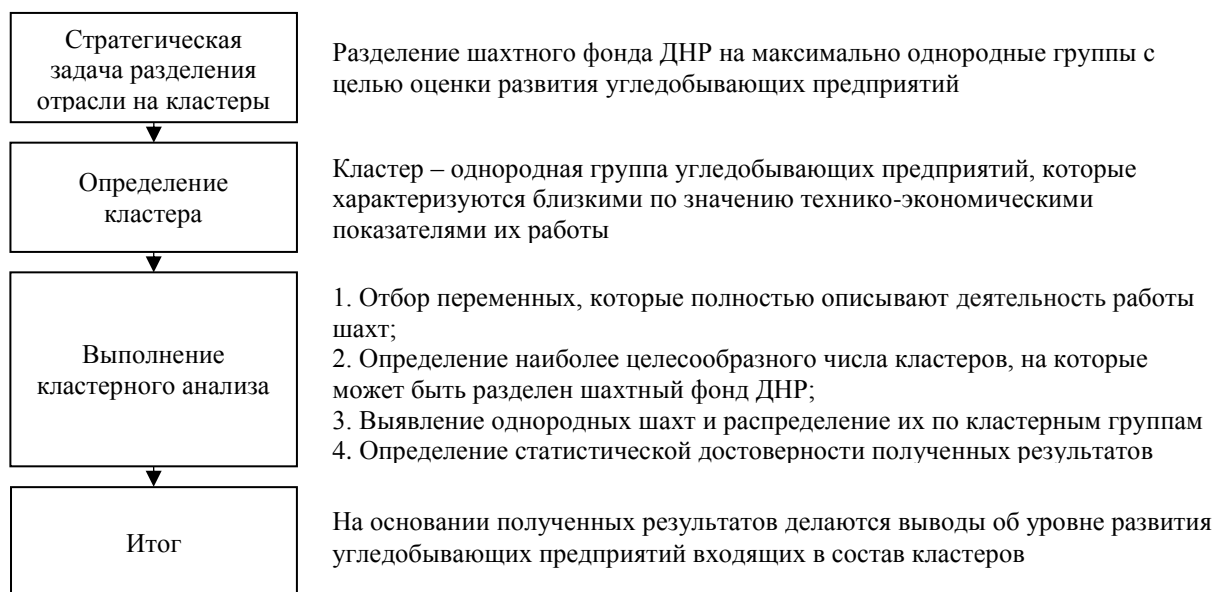 Стратегическая
задача разделения
отрасли на кластеры
Разделение шахтного фонда ДНР на максимально однородные группы с
целью оценки развития угледобывающих предприятий
Определение
кластера
Кластер – однородная группа угледобывающих предприятий, которые
характеризуются близкими по значению технико-экономическими
показателями их работы
Выполнение
кластерного анализа
1. Отбор переменных, которые полностью описывают деятельность работы
шахт;
2. Определение наиболее целесообразного числа кластеров, на которые
может быть разделен шахтный фонд ДНР;
3. Выявление однородных шахт и распределение их по кластерным группам
4. Определение статистической достоверности полученных результатов
Итог
На основании полученных результатов делаются выводы об уровне развития
угледобывающих предприятий входящих в состав кластеров